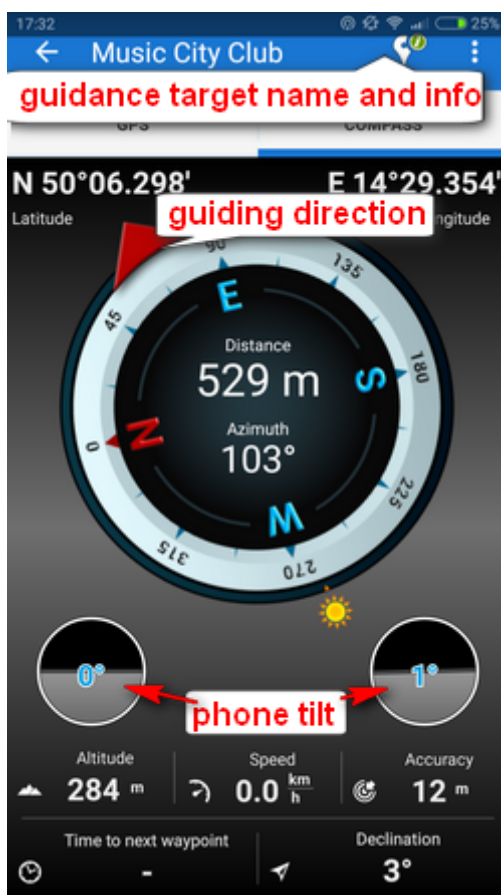 17:32
25%
Music City Club
guidance target name and info
GPS
COMPASS
N 50°06.298'
E 14°29.354'
Latitude
guiding direction
ngitude
90
135
E
45
Distance
529 m
180
S
Azimuth
103°
0
N
225
W
315
270
0°
1°
phone tilt
Altitude
Speed
Accuracy
284 m
0.0 km/h
12 m
Time to next waypoint
Declination
-
3°